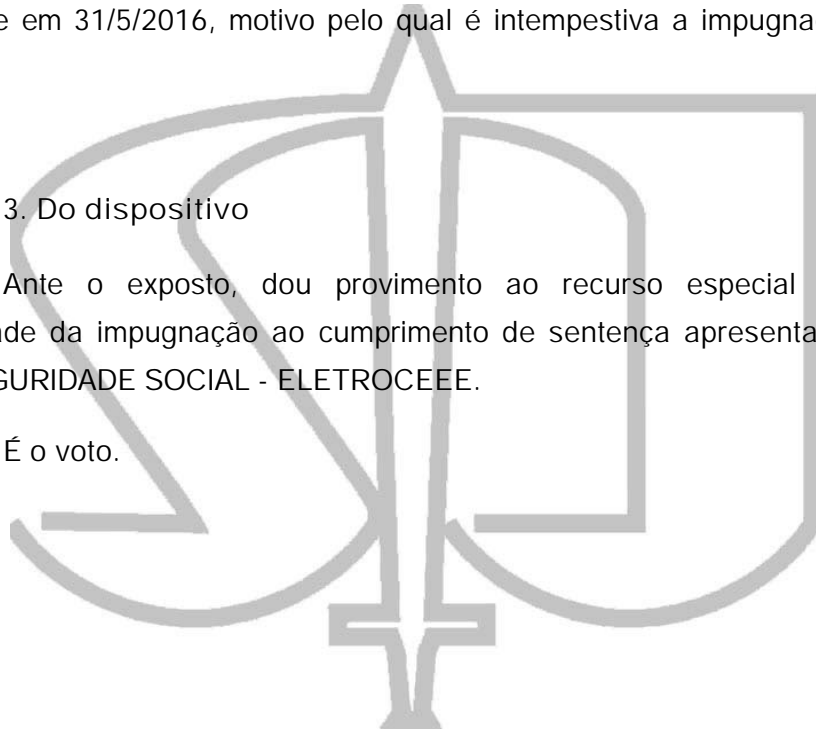 e em 31/5/2016, motivo pelo qual é intempestiva a impugna
3. Do dispositivo
Ante o exposto, dou provimento ao recurso especial
ade da impugnação ao cumprimento de sentença apresenta
GURIDADE SOCIAL - ELETROCEEE.
É o voto.